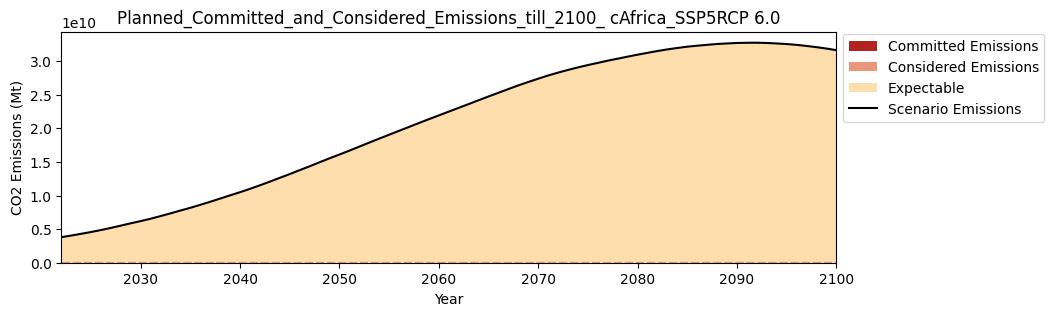 Planned_Committed_and_Considered_Emissions_till_2100_ cAfrica_SSP5RCP 6.0
1e10
3.0
2.5
2.0
1.5
1.0
0.5
0.0
CO2 Emissions (Mt)
2030 2040 2050 2060 2070 2080 2090 2100
Year
Committed Emissions
Considered Emissions
Expectable
Scenario Emissions